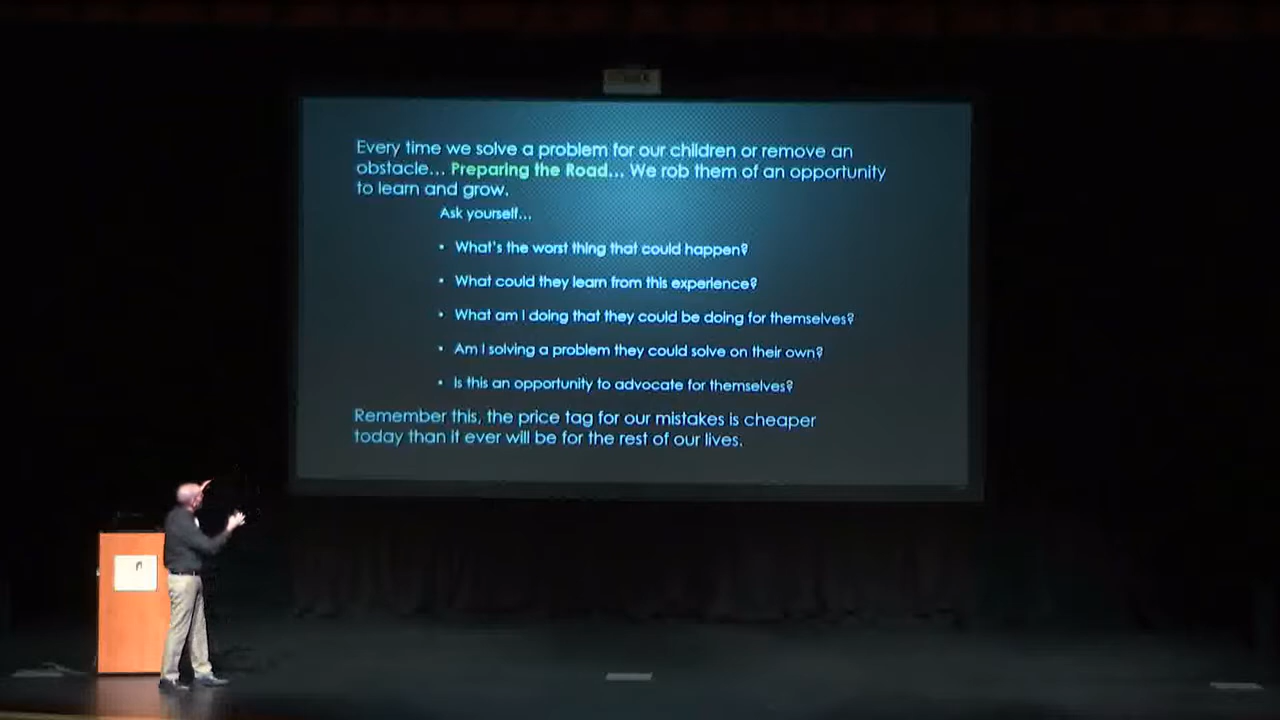 Every time we solve a problem for our children or remove an
obstacle... Preparing the Road... We rob them of an opportunity
to learn and grow.
Ask yourself...
• What's the worst thing that could happen?
• What could they learn from this experience?
• What am I doing that they could be doing for themselves?
• Am I solving a problem they could solve on their own?
• Is this an opportunity to advocate for themselves?
Remember this, the price tag for our mistakes is cheaper
today than it ever will be for the rest of our lives.